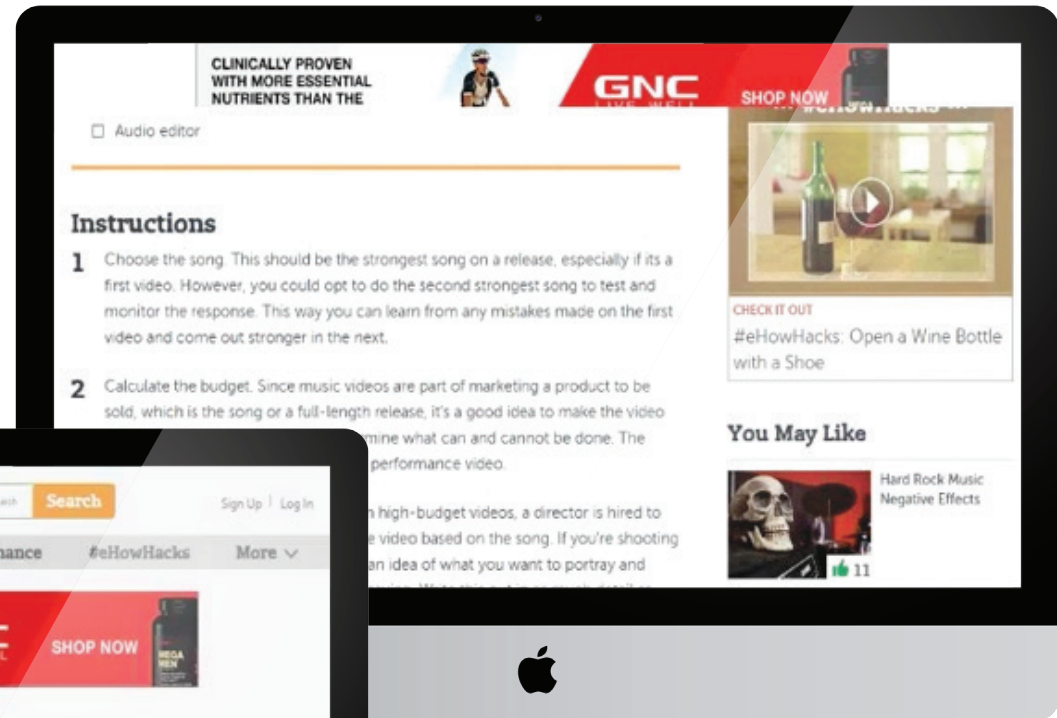 CLINICALLY PROVEN
WITH MORE ESSENTIAL
NUTRIENTS THAN THE
GNC
LIVE WELL
SHOP NOW
Audio editor
Instructions
1 Choose the song. This should be the strongest song on a release, especially if its a
first video. However, you could opt to do the second strongest song to test and
monitor the response. This way you can learn from any mistakes made on the first
video and come out stronger in the next.
2 Calculate the budget. Since music videos are part of marketing a product to be
sold, which is the song or a full-length release, it's a good idea to make the video
what can and cannot be done. The
performance video.
high-budget videos, a director is hired to
video based on the song. If you're shooting
an idea of what you want to portray and
#eHowHacks
CHECK IT OUT
#eHowHacks: Open a Wine Bottle
with a Shoe
You May Like
Hard Rock Music
Negative Effects
11
Search
Sign Up | Log In
#eHowHacks
More
SHOP NOW
MEGA
MEN